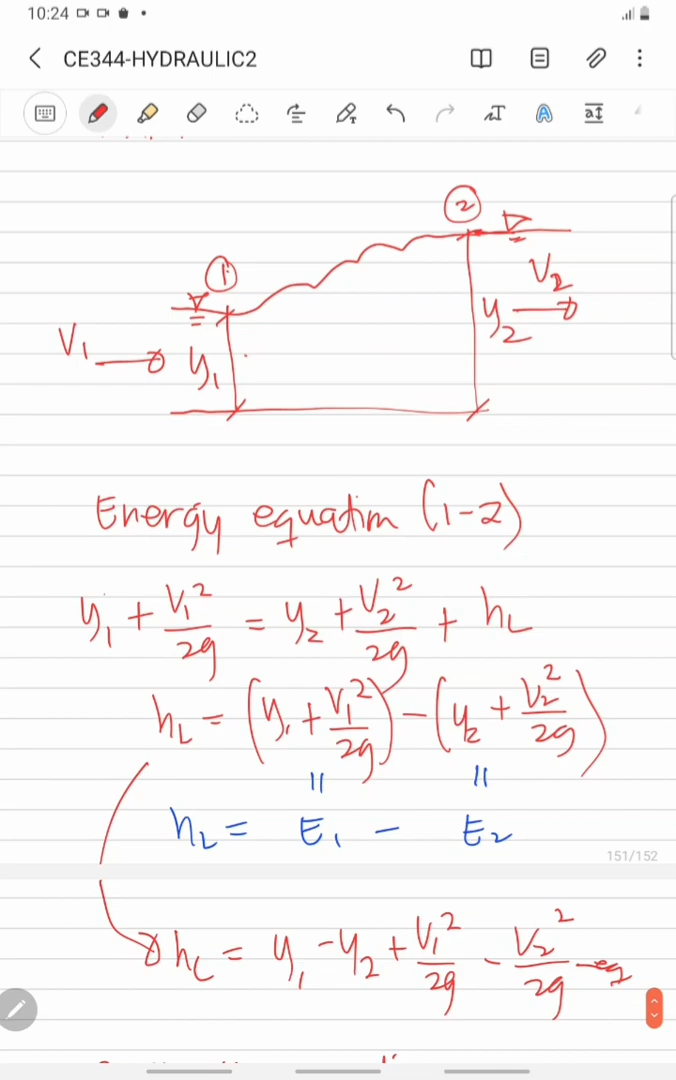 10:24
CE344-HYDRAULIC2
① ②
V₁ y₁ y₂ V₂
Energy equation (1-2)
y₁ + V₁²/2g = y₂ + V₂²/2g + hL
hL = (y₁ + V₁²/2g) - (y₂ + V₂²/2g)
hL = E₁ - E₂
151/152
hL = y₁ - y₂ + V₁²/2g - V₂²/2g - eq